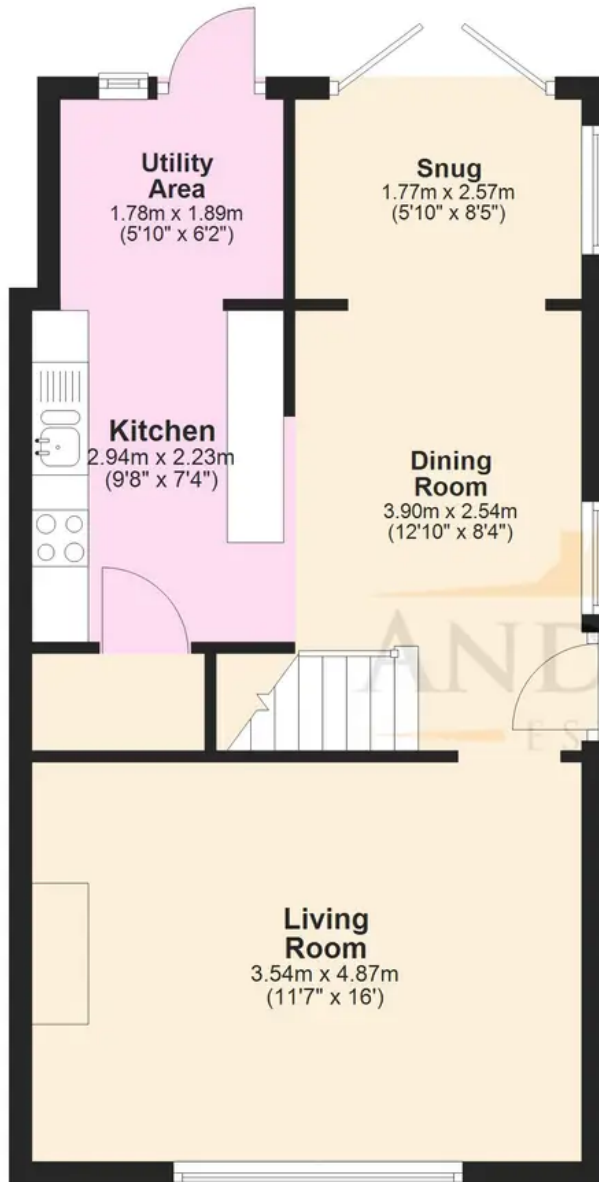 Utility
Area
1.78m x 1.89m
(5'10" x 6'2")
Snug
1.77m x 2.57m
(5'10" x 8'5")
Kitchen
2.94m x 2.23m
(9'8" x 7'4")
Dining
Room
3.90m x 2.54m
(12'10" x 8'4")
AND
ES
Living
Room
3.54m x 4.87m
(11'7" x 16')